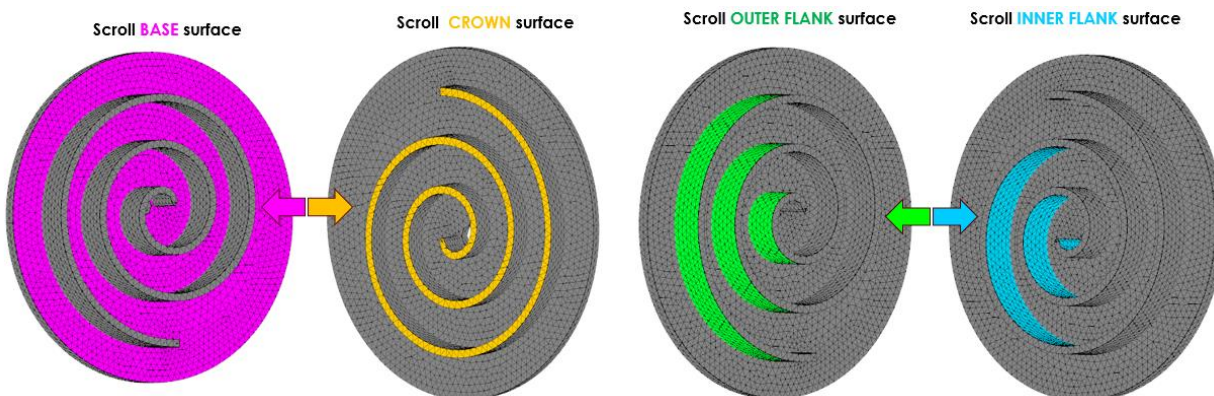 Scroll BASE surface
Scroll CROWN surface
Scroll OUTER FLANK surface
Scroll INNER FLANK surface